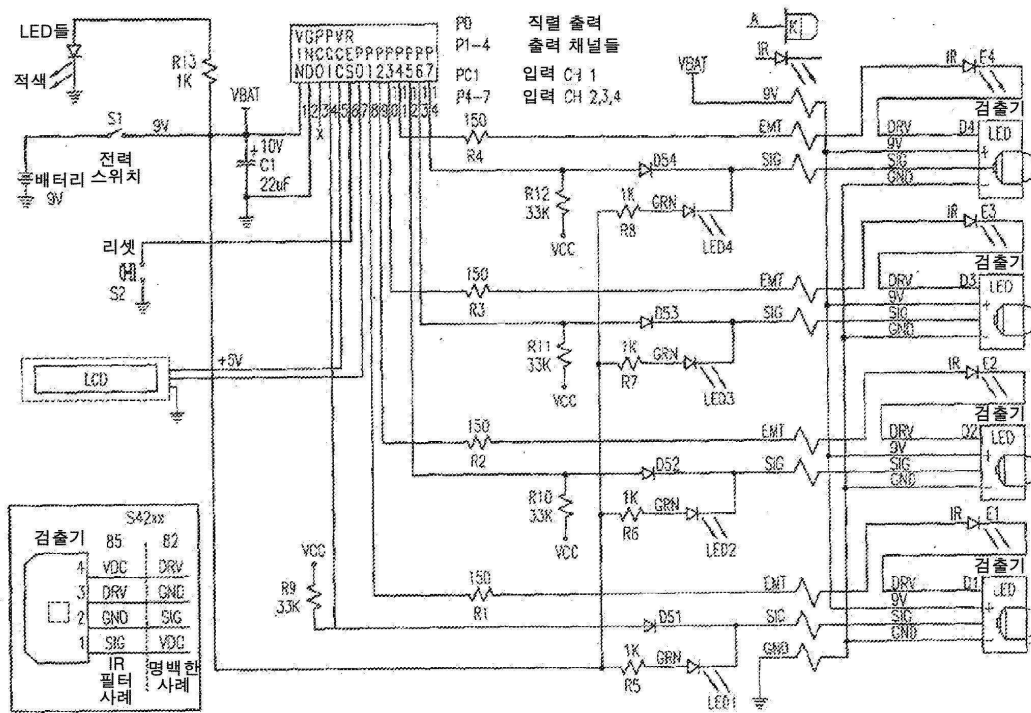 LED들
적색
R13
1K
VBAT
S1
9V
전력
스위치
배터리
9V
10V
C1
22uF
리셋
(H)
S2
LCD
+5V
VGPPVR
INCGCEPPPPPPPP
NDOICSO1234567
X
P0 직렬 출력
P1-4 출력 채널들
PC1 입력 CH 1
P4-7 입력 CH 2,3,4
A
K
IR
VBAT
9V
150
R4
EMT
IR E4
검출기
DRV D4 LED
9V
SIG
GND
DS4
SIG
R12
33K
VCC
1K
R8
GRN
LED4
150
R3
EMT
IR E3
검출기
DRV D3 LED
9V
SIG
GND
DS3
SIG
R11
33K
VCC
1K
R7
GRN
LED3
150
R2
EMT
IR E2
검출기
DRV D2 LED
9V
SIG
GND
DS2
SIG
R10
33K
VCC
1K
R6
GRN
LED2
VCC
R9
33K
150
R1
EMT
IR E1
검출기
DRV D1 LED
9V
SIG
GND
DS1
SIG
1K
R5
GRN
LED1
GND
S42xx
검출기 85 82
4 VDC DRV
3 DRV GND
2 GND SIG
1 SIG VDC
IR 명백한
필터 사례
사례